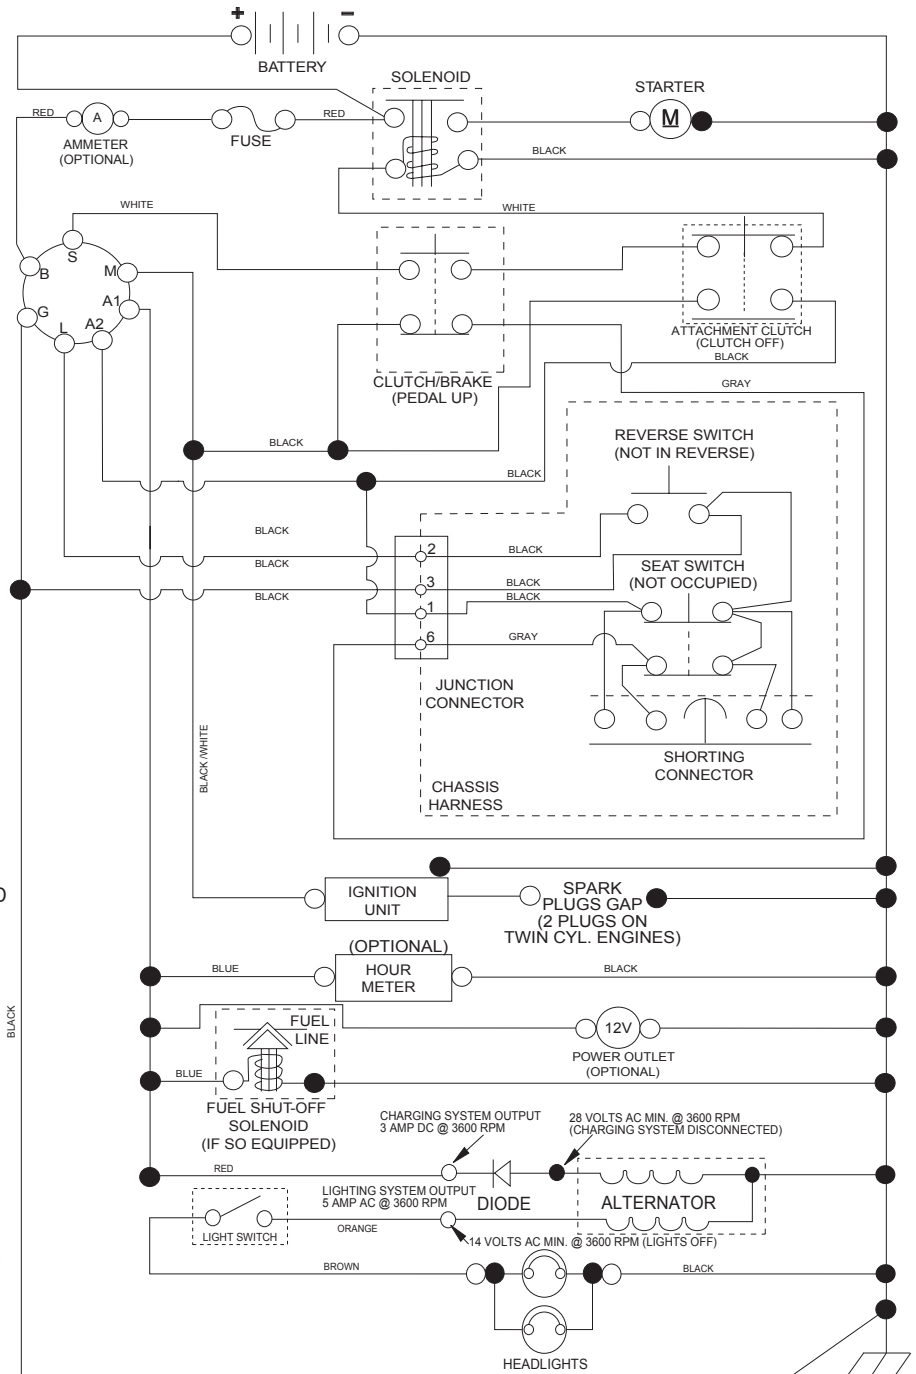 + -
BATTERY
SOLENOID
STARTER
RED
A
AMMETER
(OPTIONAL)
FUSE
RED
M
BLACK
WHITE
WHITE
S
B
M
G
A1
L
A2
CLUTCH/BRAKE
(PEDAL UP)
ATTACHMENT CLUTCH
(CLUTCH OFF)
BLACK
GRAY
BLACK
BLACK
REVERSE SWITCH
(NOT IN REVERSE)
BLACK
2
BLACK
BLACK
SEAT SWITCH
(NOT OCCUPIED)
3
BLACK
BLACK
BLACK
1
6
GRAY
JUNCTION
CONNECTOR
SHORTING
CONNECTOR
CHASSIS
HARNESS
BLACK /WHITE
0
IGNITION
UNIT
SPARK
PLUGS GAP
(2 PLUGS ON
TWIN CYL. ENGINES)
(OPTIONAL)
BLUE
HOUR
METER
BLACK
BLACK
FUEL
LINE
12V
POWER OUTLET
(OPTIONAL)
BLUE
FUEL SHUT-OFF
SOLENOID
(IF SO EQUIPPED)
CHARGING SYSTEM OUTPUT
3 AMP DC @ 3600 RPM
28 VOLTS AC MIN. @ 3600 RPM
(CHARGING SYSTEM DISCONNECTED)
RED
LIGHTING SYSTEM OUTPUT
5 AMP AC @ 3600 RPM
DIODE
ALTERNATOR
LIGHT SWITCH
ORANGE
14 VOLTS AC MIN. @ 3600 RPM (LIGHTS OFF)
BROWN
BLACK
HEADLIGHTS